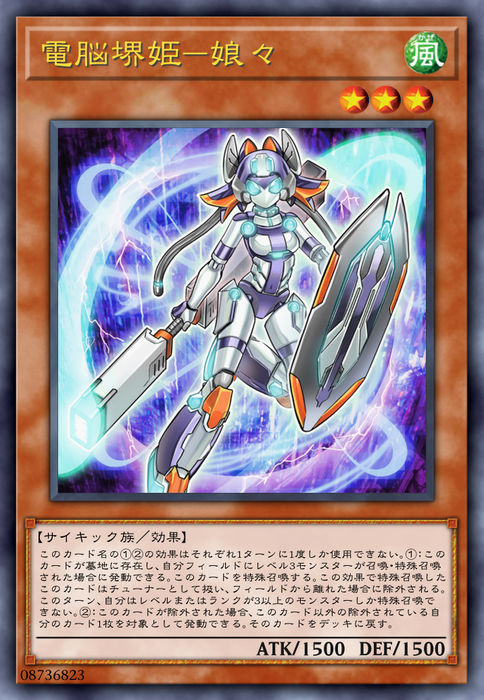 電脳堺姫－娘々
かぜ
風
【サイキック族／効果】
このカード名の①②の効果はそれぞれ1ターンに1度しか使用できない。①：この
カードが墓地に存在し、自分フィールドにレベル3モンスターが召喚・特殊召喚
された場合に発動できる。このカードを特殊召喚する。この効果で特殊召喚した
このカードはチューナーとして扱い、フィールドから離れた場合に除外される。
このターン、自分はレベルまたはランクが3以上のモンスターしか特殊召喚で
きない。②：このカードが除外された場合、このカード以外の除外されている自
分のカード1枚を対象として発動できる。そのカードをデッキに戻す。
ATK/1500 DEF/1500
08736823